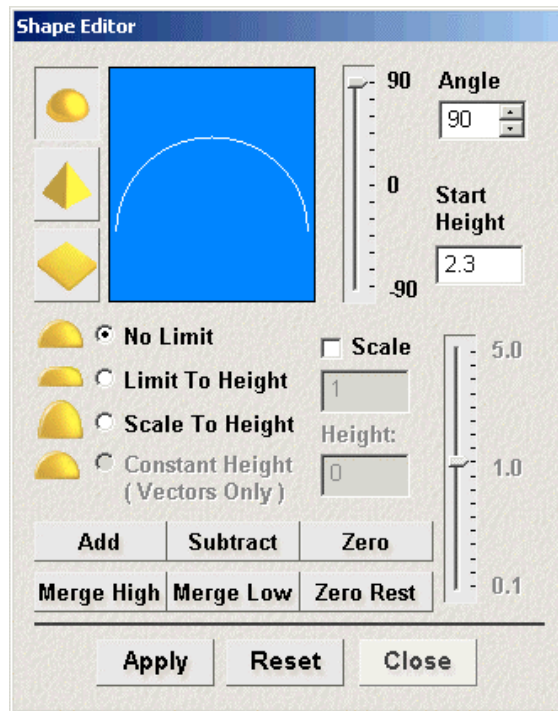 Shape Editor
90
0
-90
Angle
90
Start
Height
2.3
No Limit
Limit To Height
Scale To Height
Constant Height
( Vectors Only )
Scale
1
Height:
0
5.0
1.0
0.1
Add Subtract Zero
Merge High Merge Low Zero Rest
Apply Reset Close